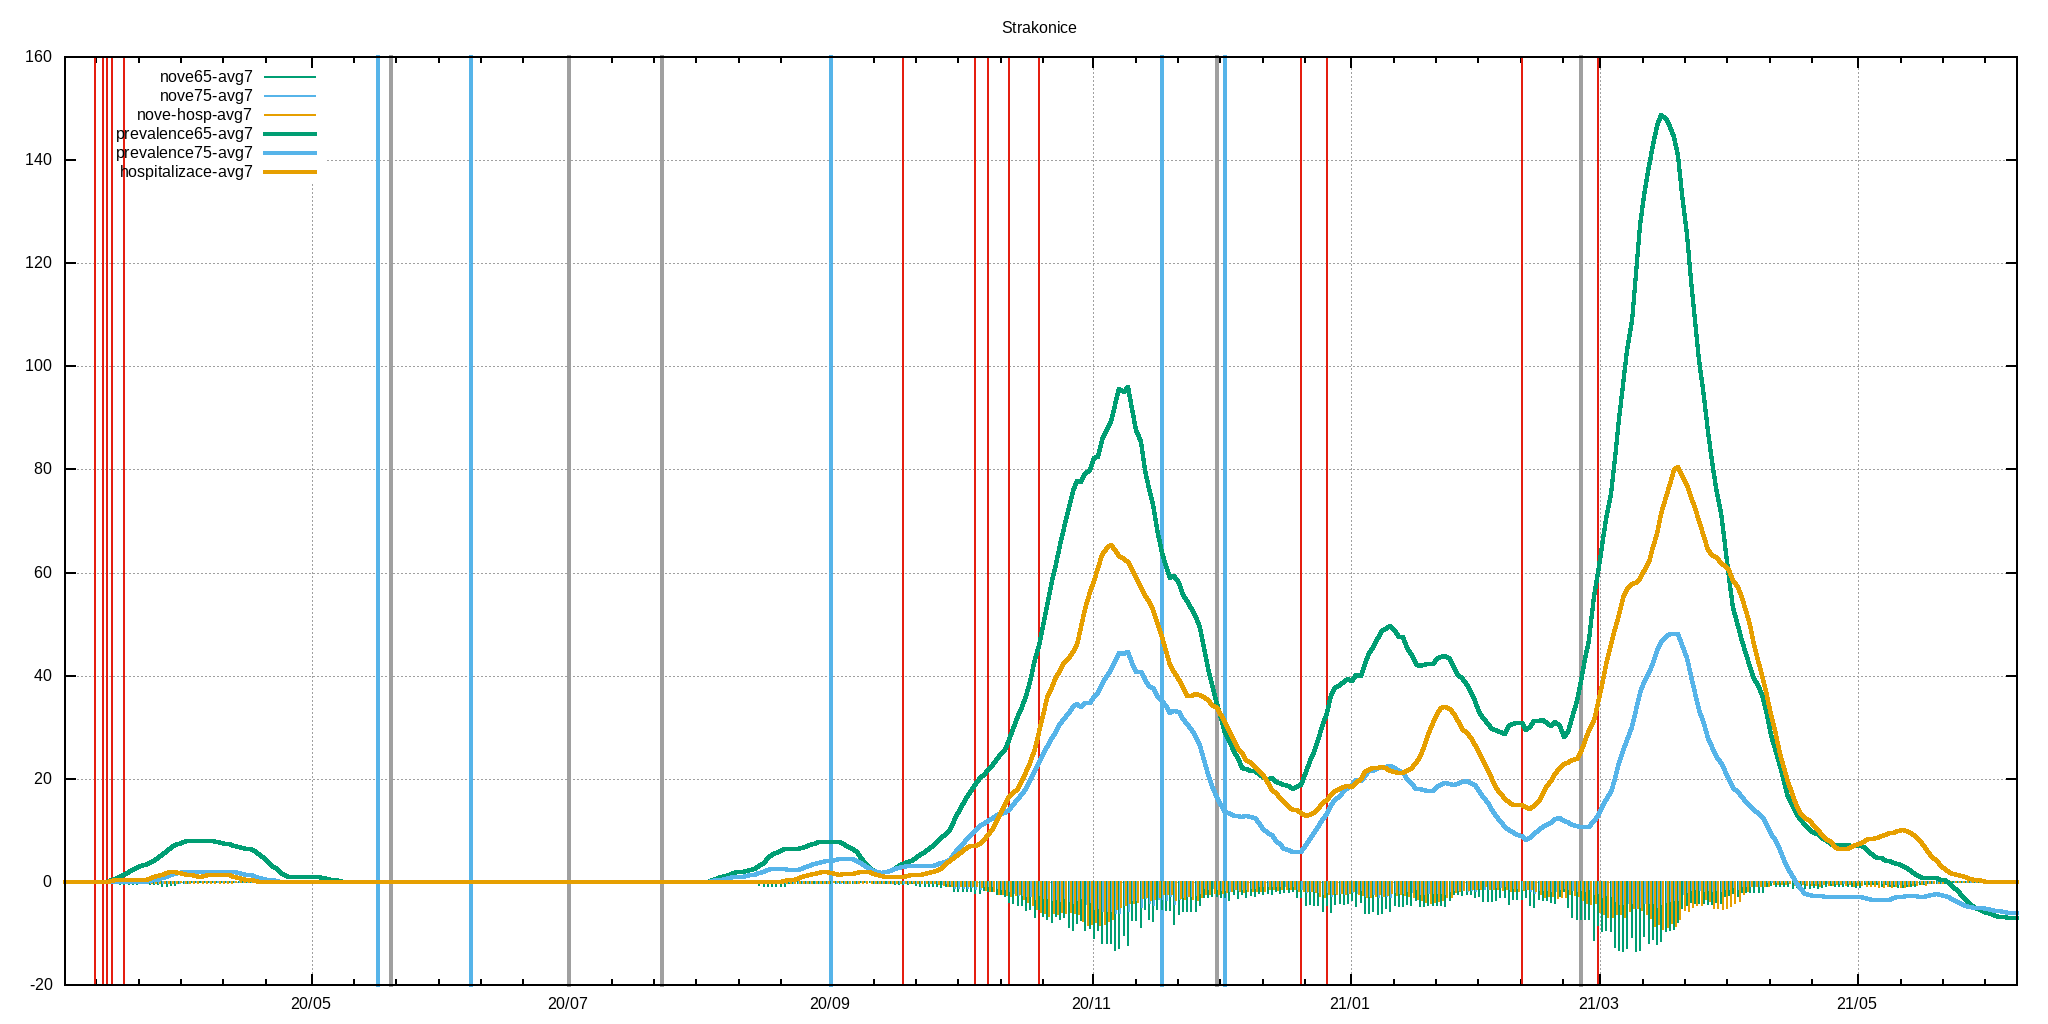 Strakonice
160
140
120
100
80
60
40
20
0
-20
nove65-avg7
nove75-avg7
nove-hosp-avg7
prevalence65-avg7
prevalence75-avg7
hospitalizace-avg7
20/05
20/07
20/09
20/11
21/01
21/03
21/05